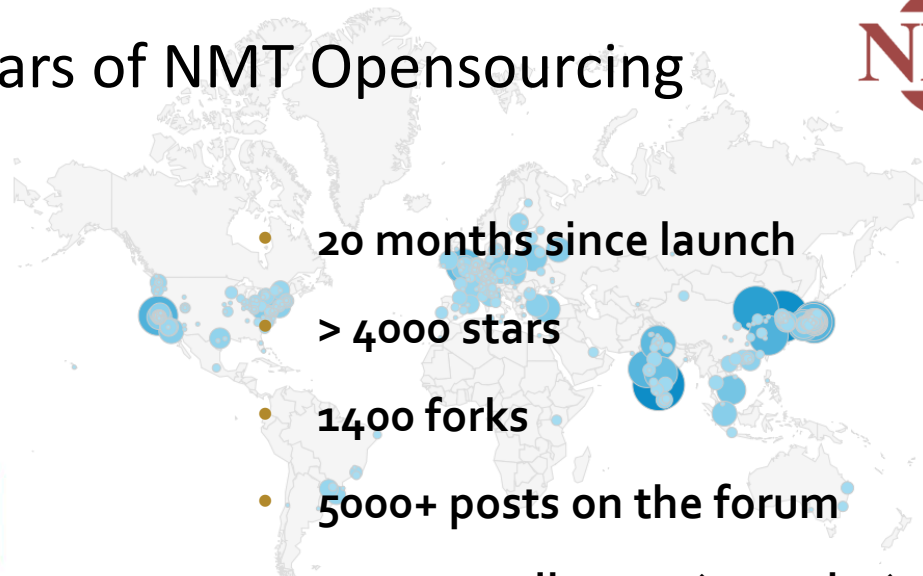 ars of NMT Opensourcing
N
20 months since launch
> 4000 stars
1400 forks
5000+ posts on the forum